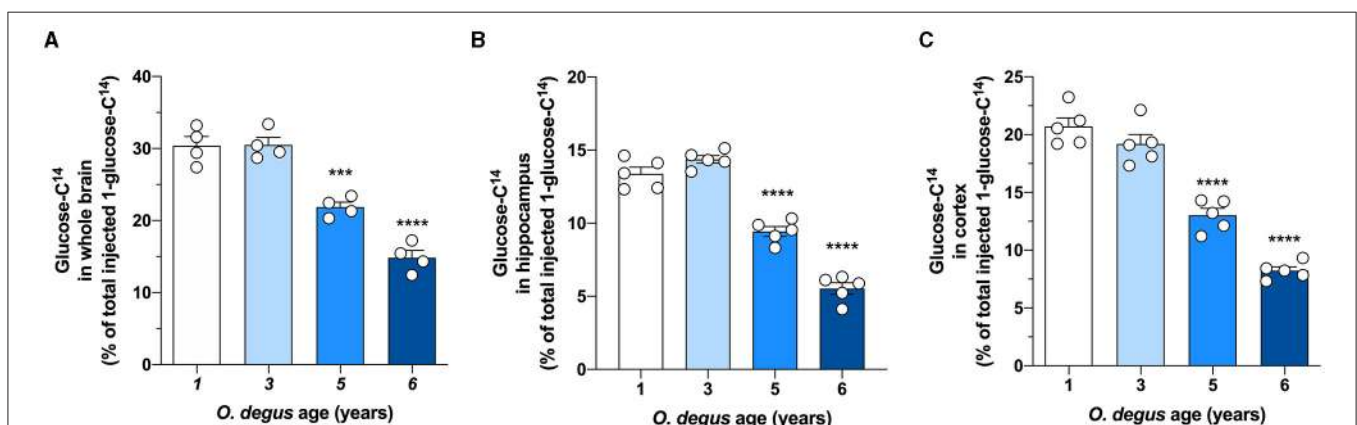 A
Glucose-C¹⁴
in whole brain
(% of total injected 1-glucose-C¹⁴)
40
30
20
10
0
***
****
1 3 5 6
O. degus age (years)
B
Glucose-C¹⁴
in hippocampus
(% of total injected 1-glucose-C¹⁴)
20
15
10
5
0
****
****
1 3 5 6
O. degus age (years)
C
Glucose-C¹⁴
in cortex
(% of total injected 1-glucose-C¹⁴)
25
20
15
10
5
0
****
****
1 3 5 6
O. degus age (years)